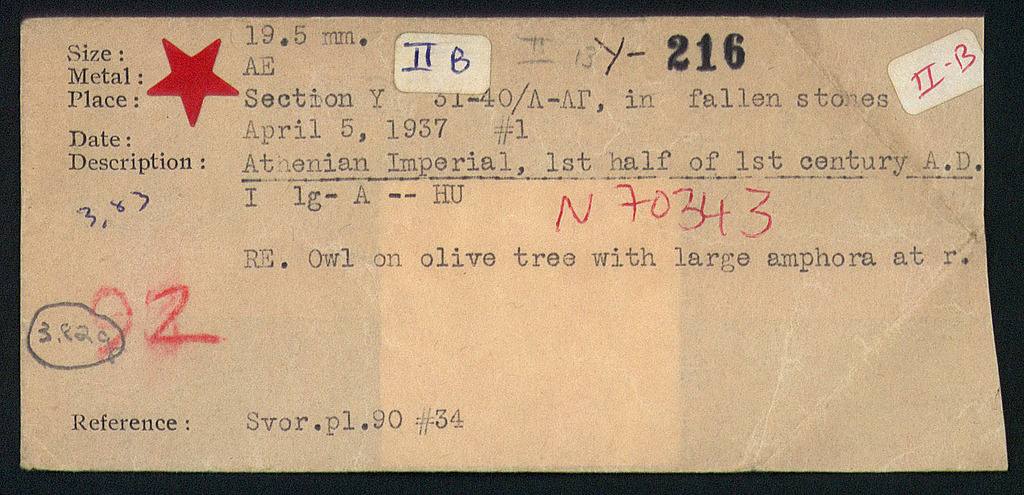 Size: 19.5 mm.
II B
Y- 216
II-B
Metal: AE
Place: Section Y 31-40/Λ-ΛΓ, in fallen stones
Date: April 5, 1937 #1
Description: Athenian Imperial, 1st half of 1st century A.D.
3,83
I lg- A -- HU
N 70343
RE. Owl on olive tree with large amphora at r.
92
3.82g
Reference: Svor.pl.90 #34